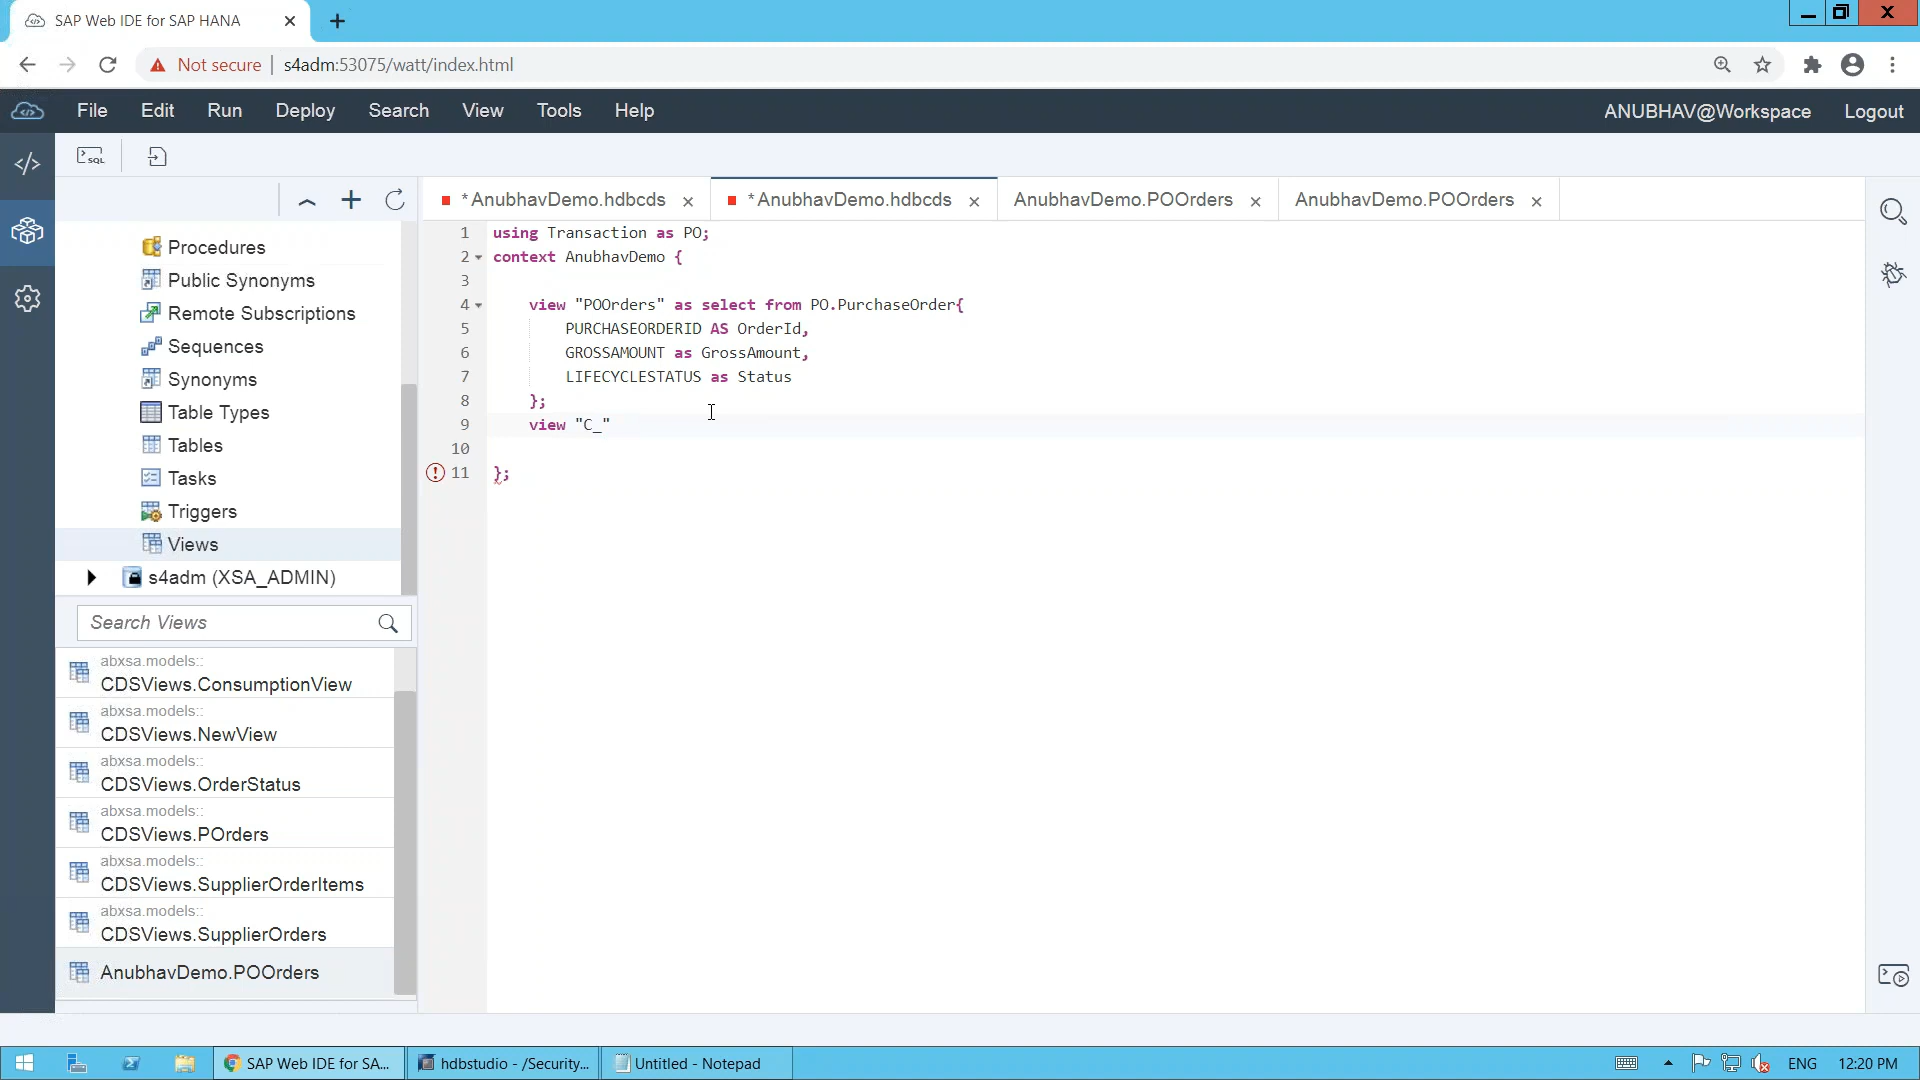 SAP Web IDE for SAP HANA
Not secure | s4adm:53075/watt/index.html
File Edit Run Deploy Search View Tools Help ANUBHAV@Workspace Logout
SQL
*AnubhavDemo.hdbcds *AnubhavDemo.hdbcds AnubhavDemo.POOrders AnubhavDemo.POOrders
Procedures
Public Synonyms
Remote Subscriptions
Sequences
Synonyms
Table Types
Tables
Tasks
Triggers
Views
s4adm (XSA_ADMIN)
Search Views
abxsa.models::
CDSViews.ConsumptionView
abxsa.models::
CDSViews.NewView
abxsa.models::
CDSViews.OrderStatus
abxsa.models::
CDSViews.POrders
abxsa.models::
CDSViews.SupplierOrderItems
abxsa.models::
CDSViews.SupplierOrders
AnubhavDemo.POOrders
1 using Transaction as PO;
2 context AnubhavDemo {
3
4 view "POOrders" as select from PO.PurchaseOrder{
5 PURCHASEORDERID AS OrderId,
6 GROSSAMOUNT as GrossAmount,
7 LIFECYCLESTATUS as Status
8 };
9 view "C_"
10
11 };
SAP Web IDE for SA... hdbstudio - /Security... Untitled - Notepad ENG 12:20 PM